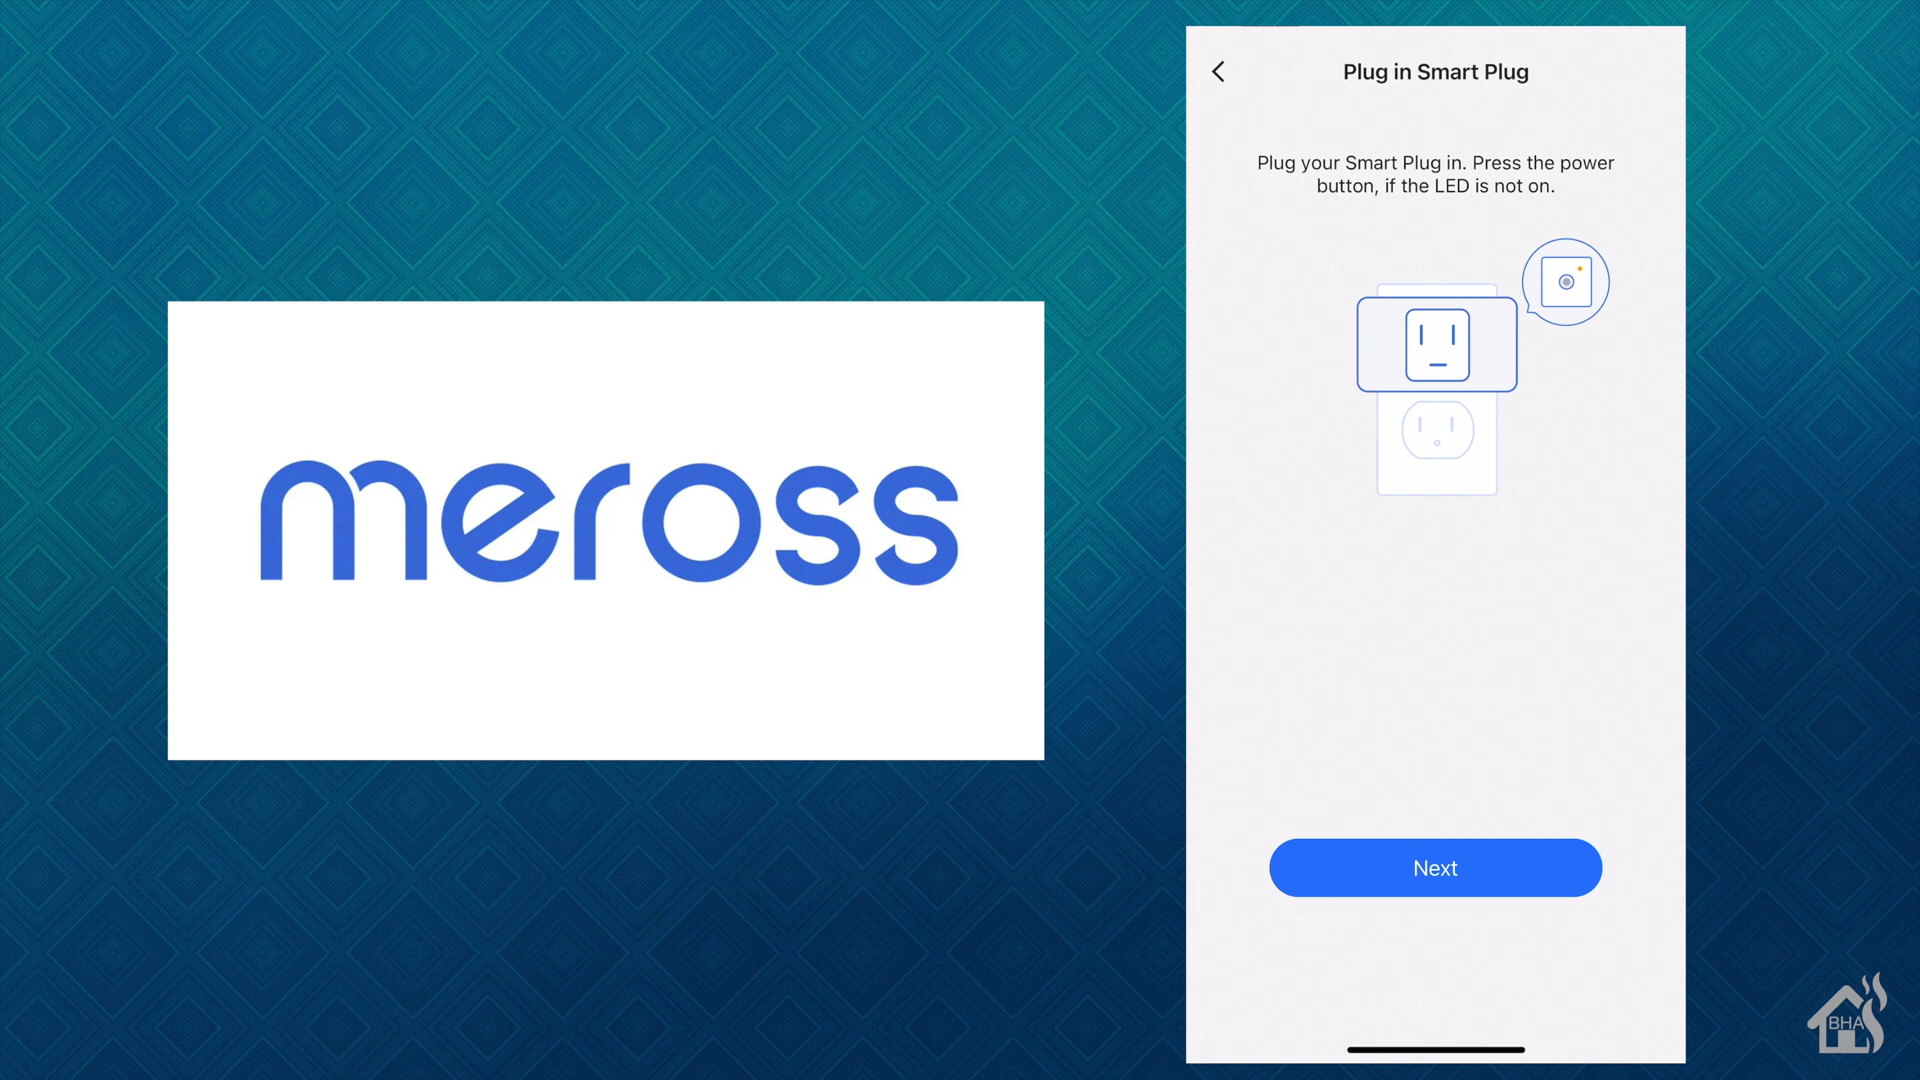 meross
Plug in Smart Plug
Plug your Smart Plug in. Press the power
button, if the LED is not on.
Next
BHA